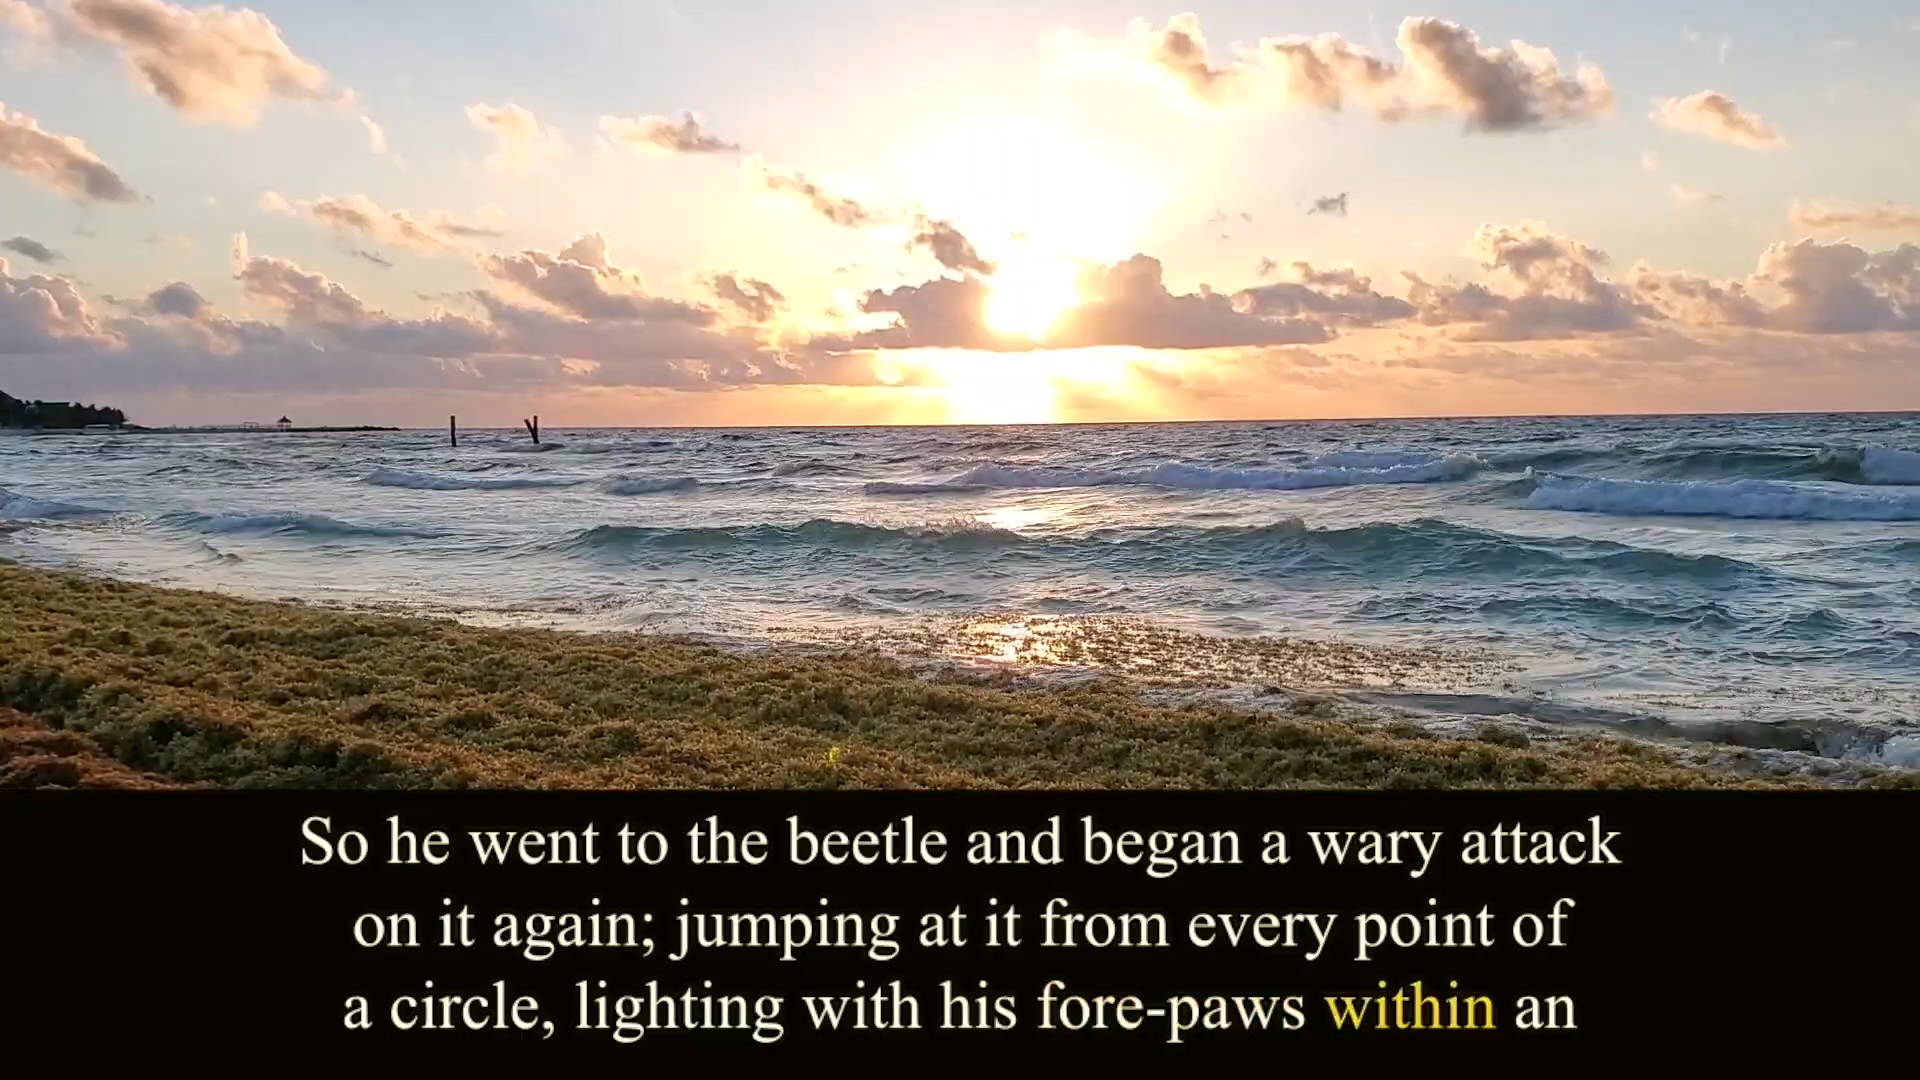 So he went to the beetle and began a wary attack
on it again; jumping at it from every point of
a circle, lighting with his fore-paws within an